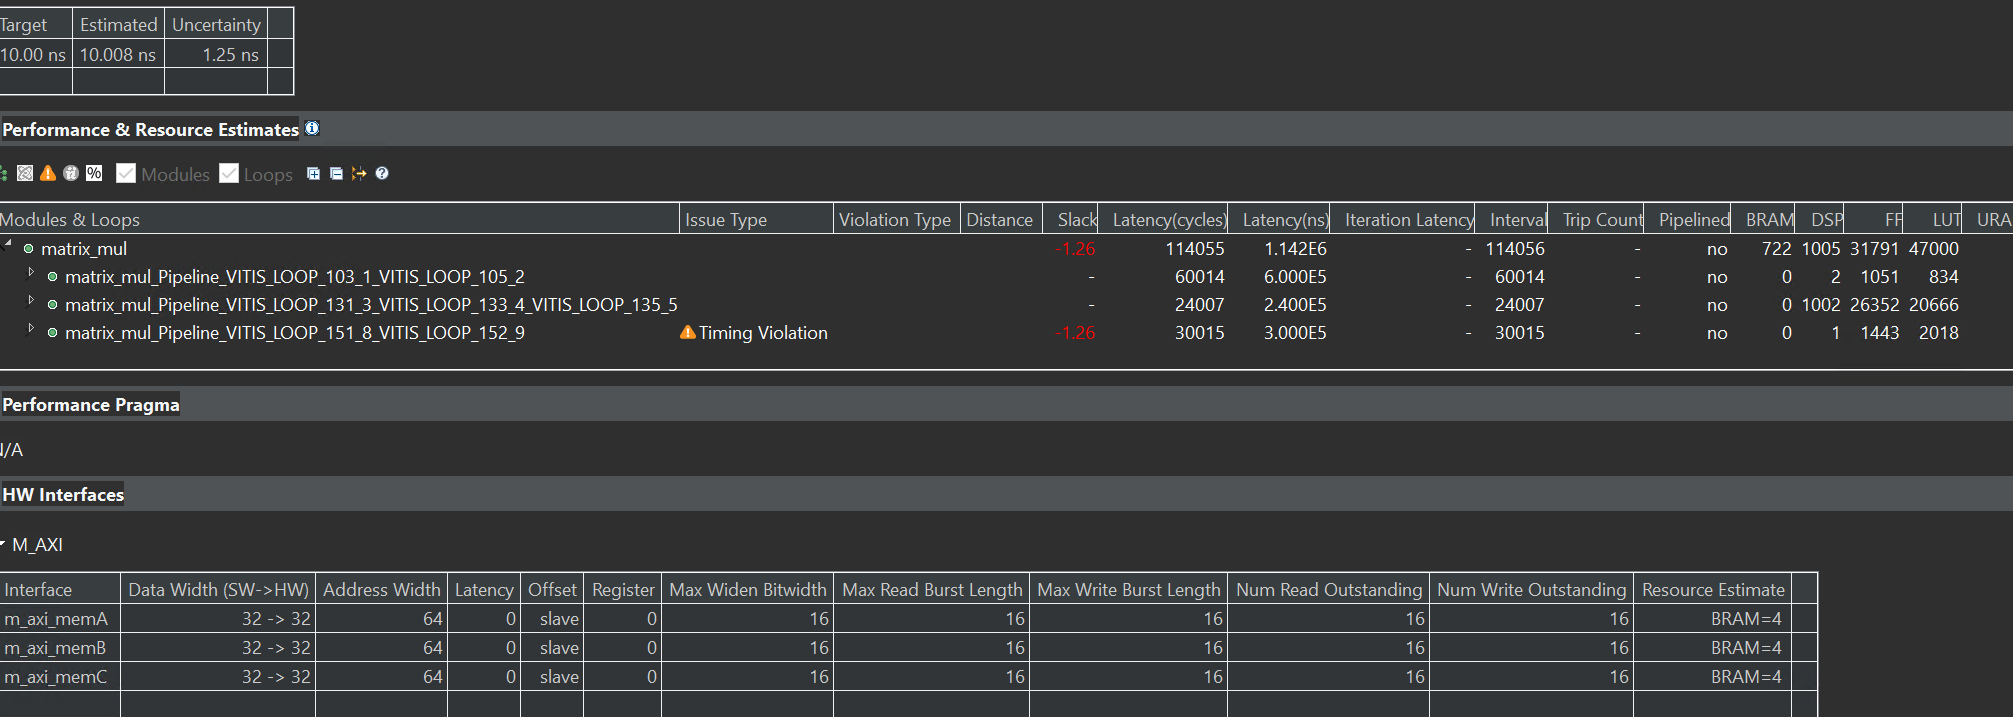 Target Estimated Uncertainty
10.00 ns 10.008 ns 1.25 ns
Performance & Resource Estimates
% Modules Loops
Modules & Loops Issue Type Violation Type Distance Slack Latency(cycles) Latency(ns) Iteration Latency Interval Trip Count Pipelined BRAM DSP FF LUT URA
matrix_mul -1.26 114055 1.142E6 - 114056 - no 722 1005 31791 47000
matrix_mul_Pipeline_VITIS_LOOP_103_1_VITIS_LOOP_105_2 - 60014 6.000E5 - 60014 - no 0 2 1051 834
matrix_mul_Pipeline_VITIS_LOOP_131_3_VITIS_LOOP_133_4_VITIS_LOOP_135_5 - 24007 2.400E5 - 24007 - no 0 1002 26352 20666
matrix_mul_Pipeline_VITIS_LOOP_151_8_VITIS_LOOP_152_9 Timing Violation -1.26 30015 3.000E5 - 30015 - no 0 1 1443 2018
Performance Pragma
/A
HW Interfaces
M_AXI
Interface Data Width (SW->HW) Address Width Latency Offset Register Max Widen Bitwidth Max Read Burst Length Max Write Burst Length Num Read Outstanding Num Write Outstanding Resource Estimate
m_axi_memA 32 -> 32 64 0 slave 0 16 16 16 16 16 BRAM=4
m_axi_memB 32 -> 32 64 0 slave 0 16 16 16 16 16 BRAM=4
m_axi_memC 32 -> 32 64 0 slave 0 16 16 16 16 16 BRAM=4